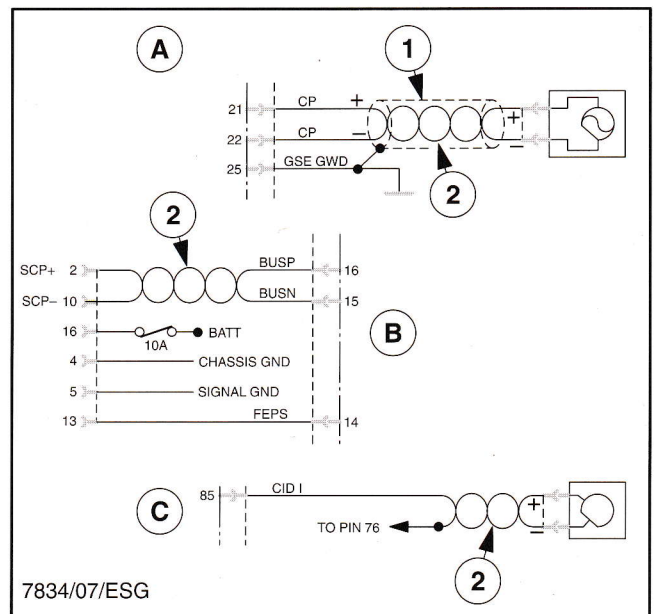 A
1
21 CP + +
22 CP − −
25 GSE GWD
2
2
SCP+ 2 BUSP 16
SCP− 10 BUSN 15
16 10A BATT
B
4 CHASSIS GND
5 SIGNAL GND
13 FEPS 14
C
85 CID I +
TO PIN 76 −
2
7834/07/ESG